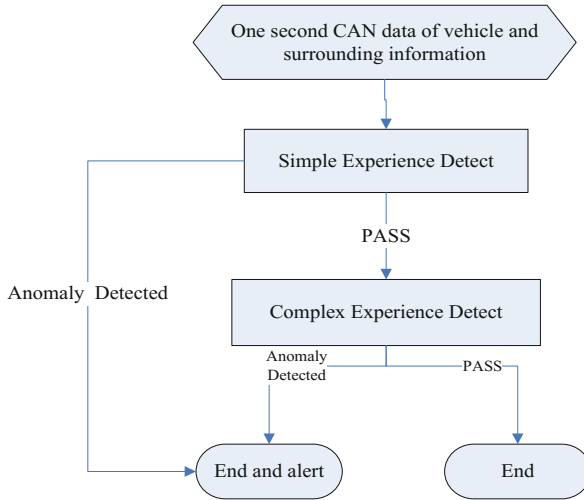 One second CAN data of vehicle and
surrounding information
Simple Experience Detect
PASS
Anomaly Detected
Complex Experience Detect
Anomaly
Detected
PASS
End and alert
End